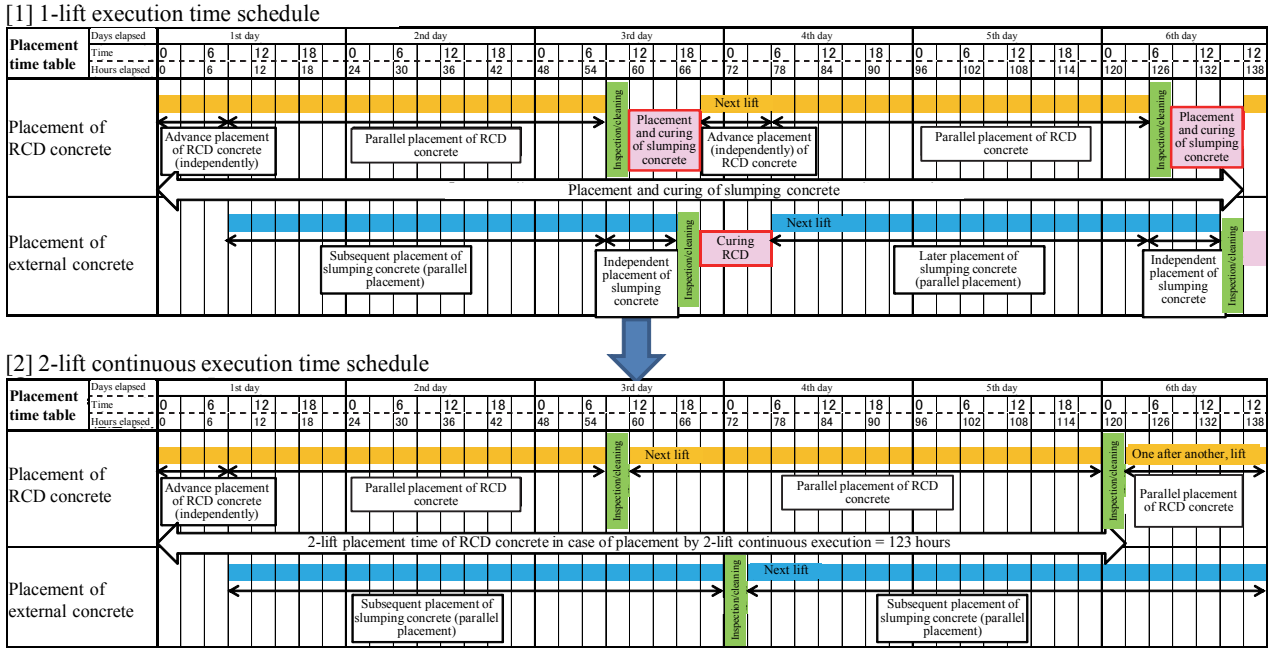 [1] 1-lift execution time schedule
Placement time table
Days elapsed 1st day 2nd day 3rd day 4th day 5th day 6th day
Time 0 6 12 18 0 6 12 18 0 6 12 18 0 6 12 18 0 6 12 18 0 6 12 12
Hours elapsed 0 6 12 18 24 30 36 42 48 54 60 66 72 78 84 90 96 102 108 114 120 126 132 138
Placement of
RCD concrete
Next lift
Advance placement
of RCD concrete
(independently)
Parallel placement of RCD
concrete
Inspection/cleaning
Placement
and curing
of slumping
concrete
Advance placement
(independently) of
RCD concrete
Parallel placement of RCD
concrete
Inspection/cleaning
Placement
and curing
of slumping
concrete
Placement and curing of slumping concrete
Placement of
external concrete
Next lift
Subsequent placement of
slumping concrete (parallel
placement)
Independent
placement of
slumping
concrete
Inspection/cleaning
Curing
RCD
Later placement of
slumping concrete
(parallel placement)
Independent
placement of
slumping
concrete
Inspection/cleaning
[2] 2-lift continuous execution time schedule
Placement time table
Days elapsed 1st day 2nd day 3rd day 4th day 5th day 6th day
Time 0 6 12 18 0 6 12 18 0 6 12 18 0 6 12 18 0 6 12 18 0 6 12 12
Hours elapsed 0 6 12 18 24 30 36 42 48 54 60 66 72 78 84 90 96 102 108 114 120 126 132 138
Placement of
RCD concrete
Next lift
One after another, lift
Advance placement
of RCD concrete
(independently)
Parallel placement of RCD
concrete
Inspection/cleaning
Parallel placement of RCD
concrete
Inspection/cleaning
Parallel placement
of RCD concrete
2-lift placement time of RCD concrete in case of placement by 2-lift continuous execution = 123 hours
Placement of
external concrete
Next lift
Subsequent placement of
slumping concrete (parallel
placement)
Inspection/cleaning
Subsequent placement of
slumping concrete (parallel
placement)